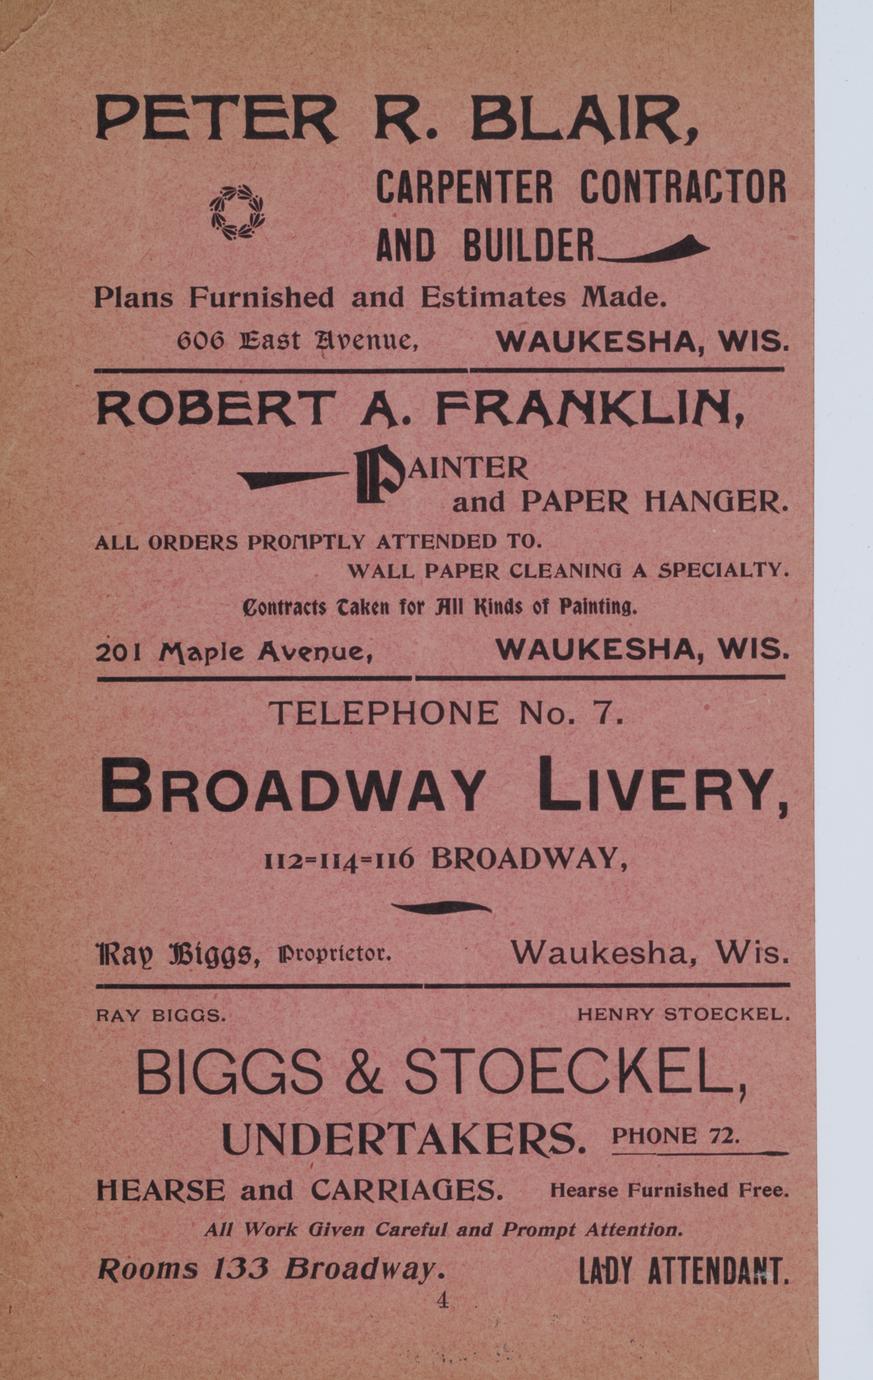 PETER R. BLAIR,
CARPENTER CONTRACTOR
AND BUILDER
Plans Furnished and Estimates Made.
606 East Avenue, WAUKESHA, WIS.
ROBERT A. FRANKLIN,
PAINTER
and PAPER HANGER.
ALL ORDERS PROMPTLY ATTENDED TO.
WALL PAPER CLEANING A SPECIALTY.
Contracts Taken for All Kinds of Painting.
201 Maple Avenue, WAUKESHA, WIS.
TELEPHONE No. 7.
BROADWAY LIVERY,
112=114=116 BROADWAY,
Ray Biggs, Proprietor. Waukesha, Wis.
RAY BIGGS. HENRY STOECKEL.
BIGGS & STOECKEL,
UNDERTAKERS. PHONE 72.
HEARSE and CARRIAGES. Hearse Furnished Free.
All Work Given Careful and Prompt Attention.
Rooms 133 Broadway. LADY ATTENDANT.
4